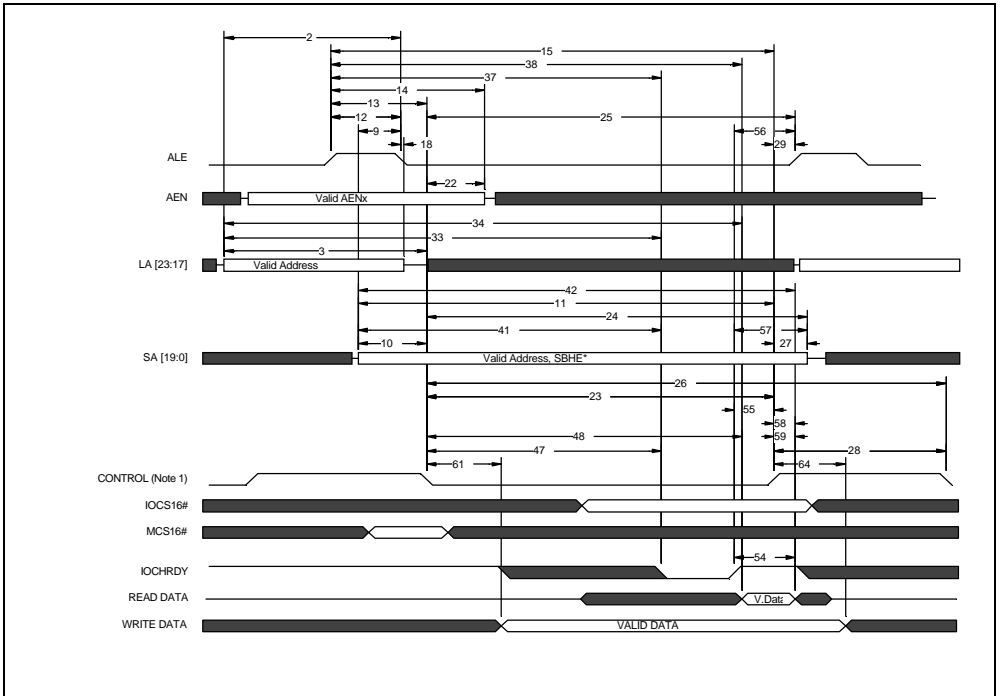 2
15
38
37
14
13
25
12
9
56
18
29
ALE
22
AEN
Valid AENx
34
33
3
LA [23:17]
Valid Address
42
11
24
41
57
10
27
SA [19:0]
Valid Address, SBHE*
26
23
55
58
48
59
47
28
61
64
CONTROL (Note 1)
IOCS16#
MCS16#
54
IOCHRDY
READ DATA
V.Data
WRITE DATA
VALID DATA